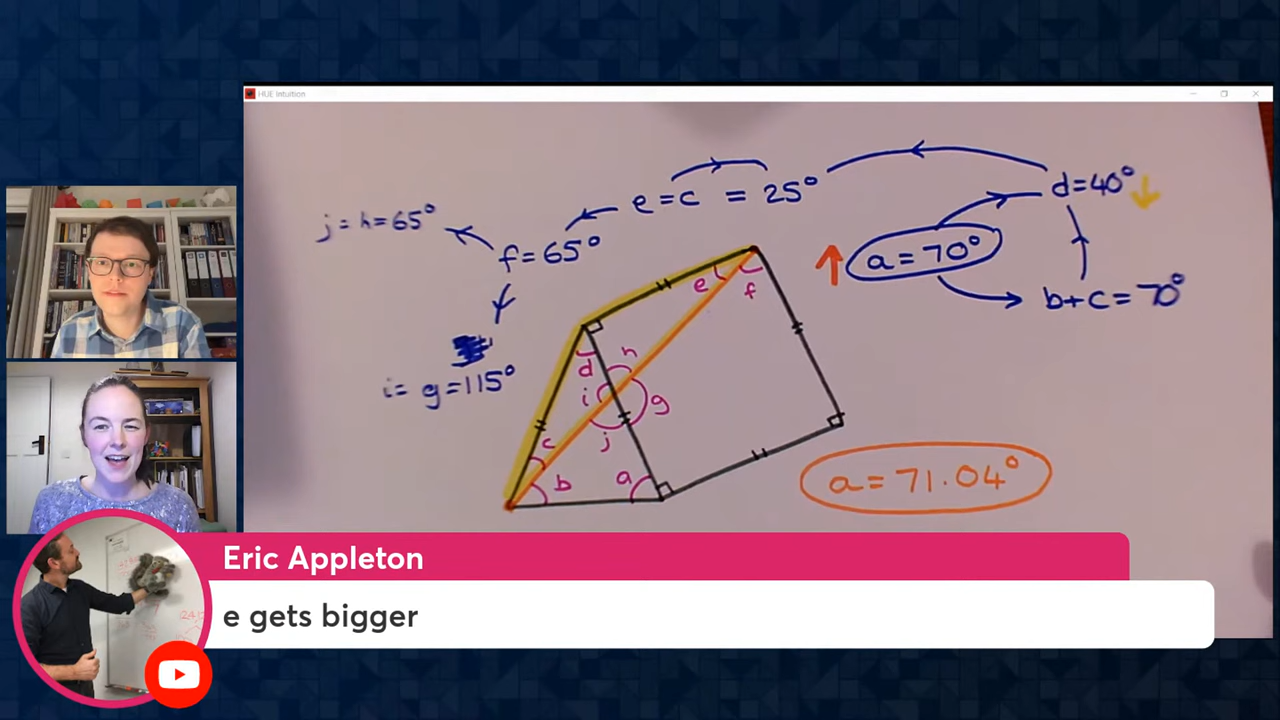 HUE Intuition
e=c = 25°
d=40°
j=h=65°
f=65°
a=70°
b+c=70°
i= g=115°
e
f
d
h
i
g
c
j
b
a
a=71.04°
Eric Appleton
e gets bigger